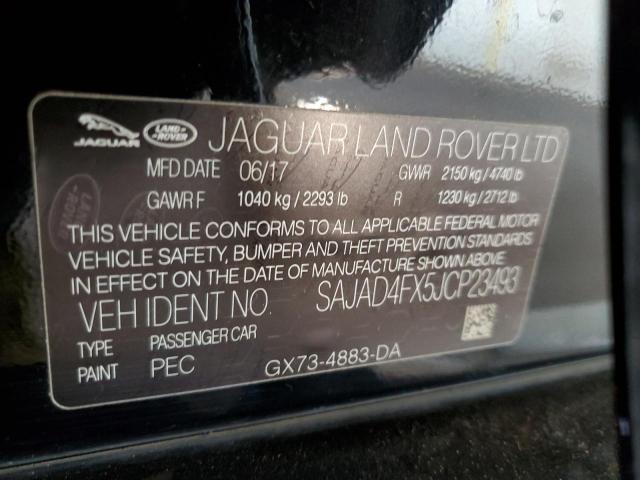 JAGUAR LAND ROVER JAGUAR LAND ROVER LTD
MFD DATE 06/17 GVWR 2150 kg / 4740 lb
GAWR F 1040 kg / 2293 lb R 1230 kg / 2712 lb
THIS VEHICLE CONFORMS TO ALL APPLICABLE FEDERAL MOTOR
VEHICLE SAFETY, BUMPER AND THEFT PREVENTION STANDARDS
IN EFFECT ON THE DATE OF MANUFACTURE SHOWN ABOVE.
VEH IDENT NO. SAJAD4FX5JCP23493
TYPE PASSENGER CAR
PAINT PEC GX73-4883-DA